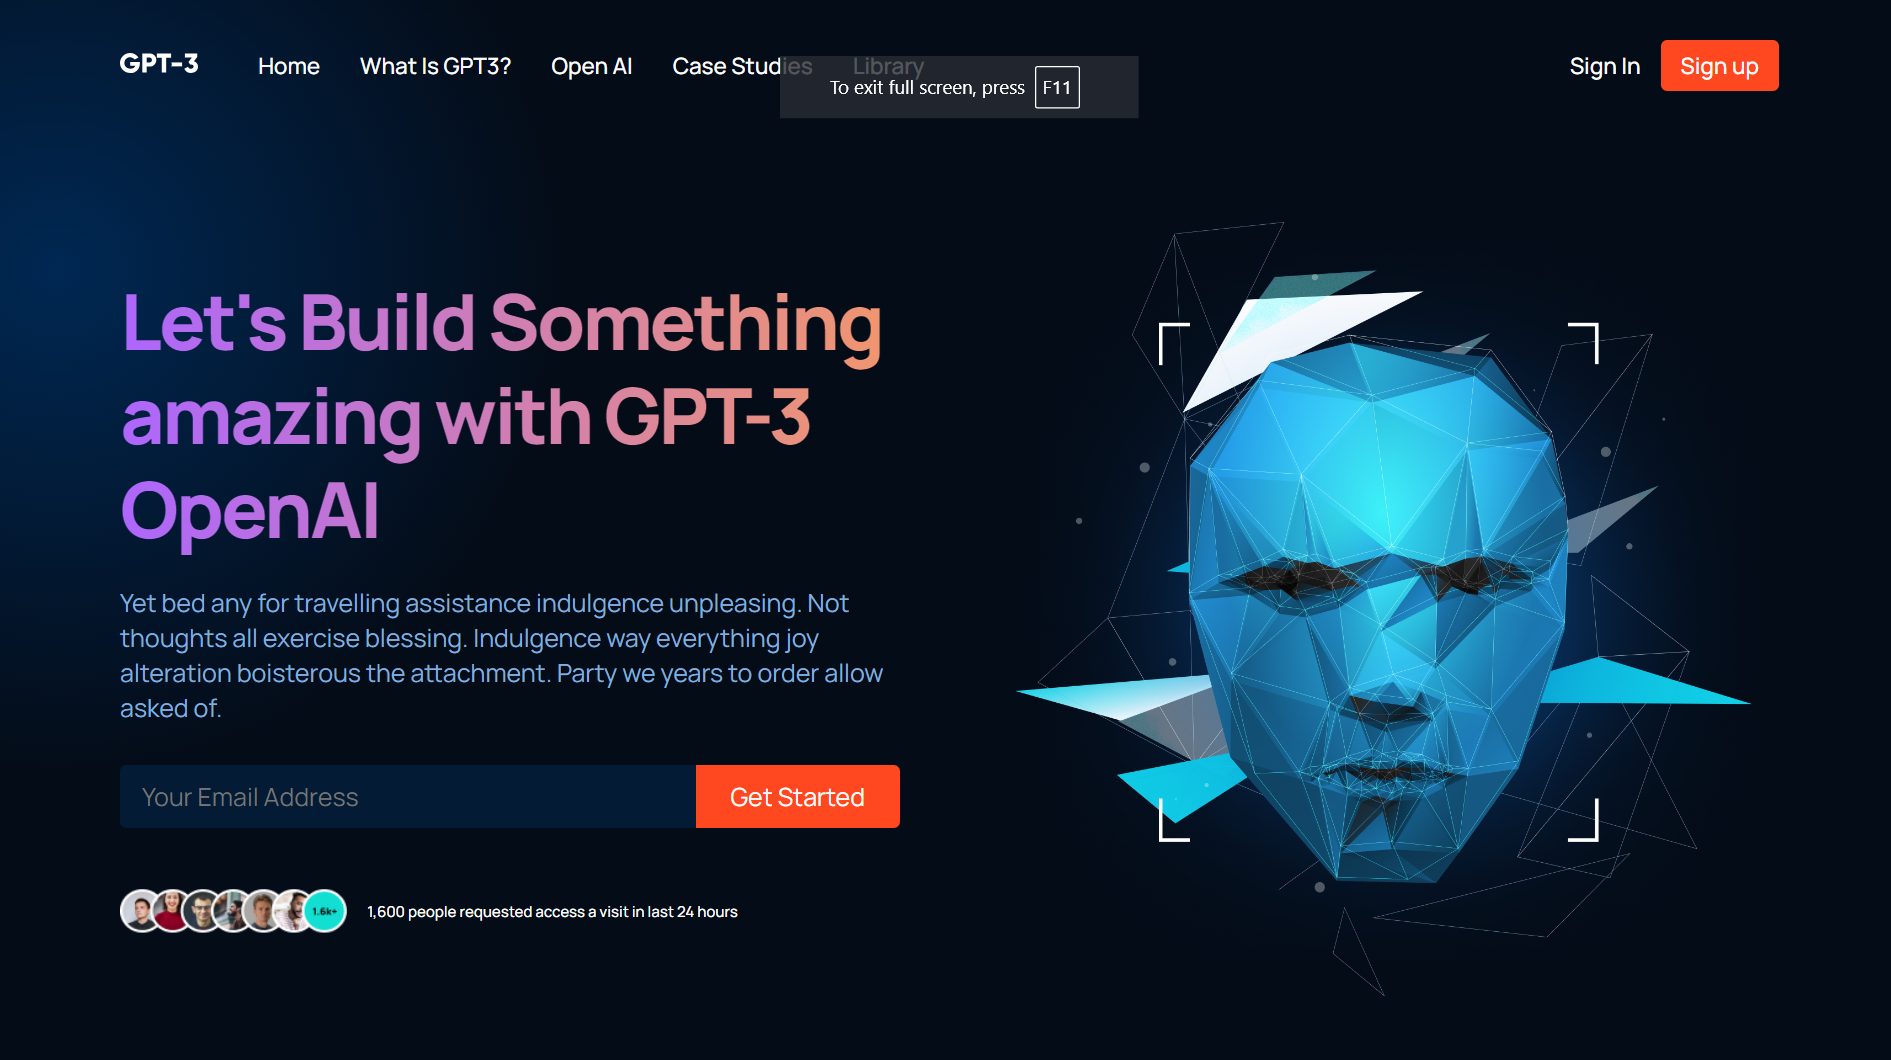 GPT-3 Home What Is GPT3? Open AI Case Studies Library Sign In Sign up
To exit full screen, press F11
Let's Build Something
amazing with GPT-3
OpenAI
Yet bed any for travelling assistance indulgence unpleasing. Not
thoughts all exercise blessing. Indulgence way everything joy
alteration boisterous the attachment. Party we years to order allow
asked of.
Your Email Address Get Started
1.6k+ 1,600 people requested access a visit in last 24 hours